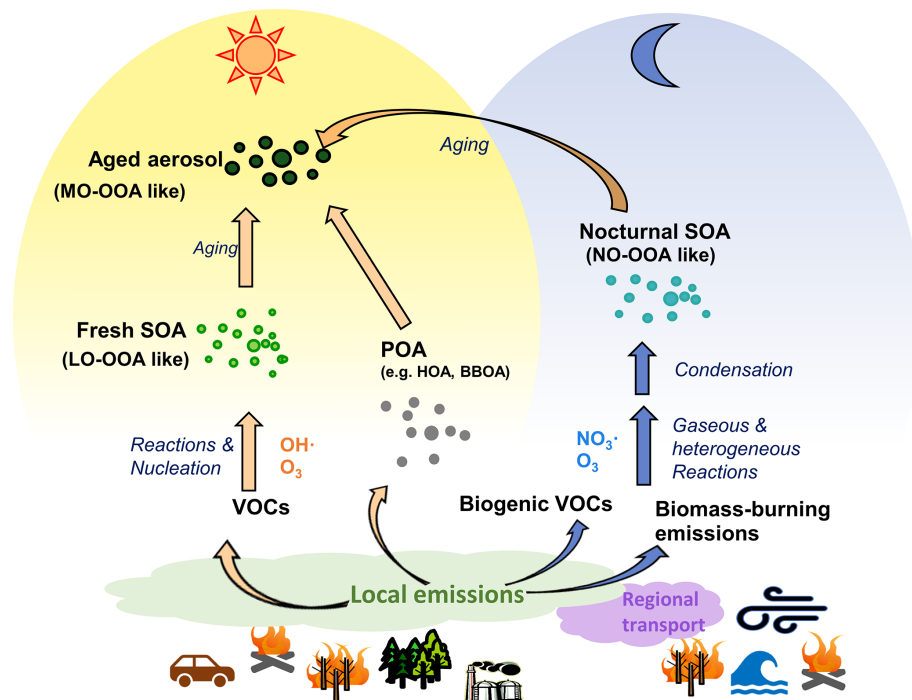 Aged aerosol
(MO-OOA like)
Aging
Aging
Nocturnal SOA
(NO-OOA like)
Fresh SOA
(LO-OOA like)
POA
(e.g. HOA, BBOA)
Condensation
Reactions &
Nucleation
OH·
O₃
NO₃·
O₃
Gaseous &
heterogeneous
Reactions
VOCs
Biogenic VOCs
Biomass-burning
emissions
Local emissions
Regional
transport